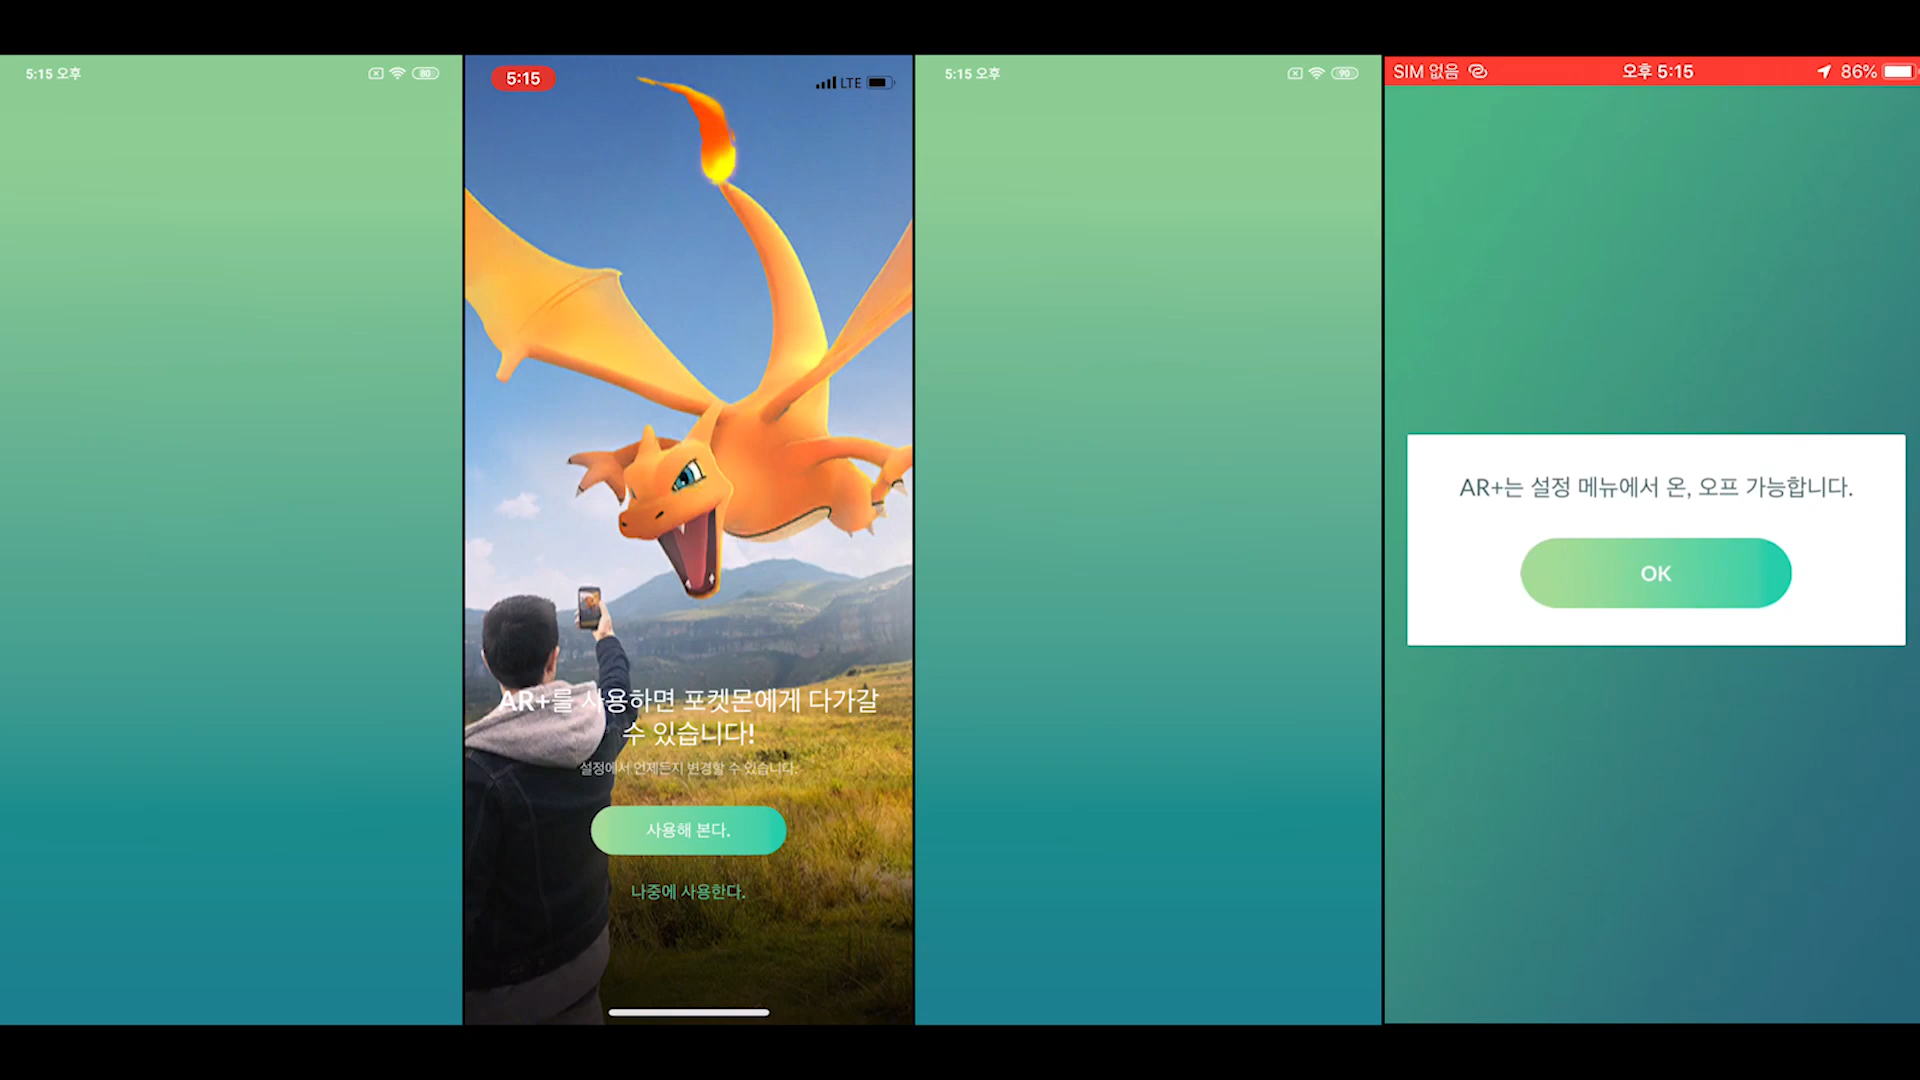 5:15 오후
80
5:15
LTE
AR+를 사용하면 포켓몬에게 다가갈
수 있습니다!
설정에서 언제든지 변경할 수 있습니다.
사용해 본다.
나중에 사용한다.
5:15 오후
90
SIM 없음
오후 5:15
86%
AR+는 설정 메뉴에서 온, 오프 가능합니다.
OK